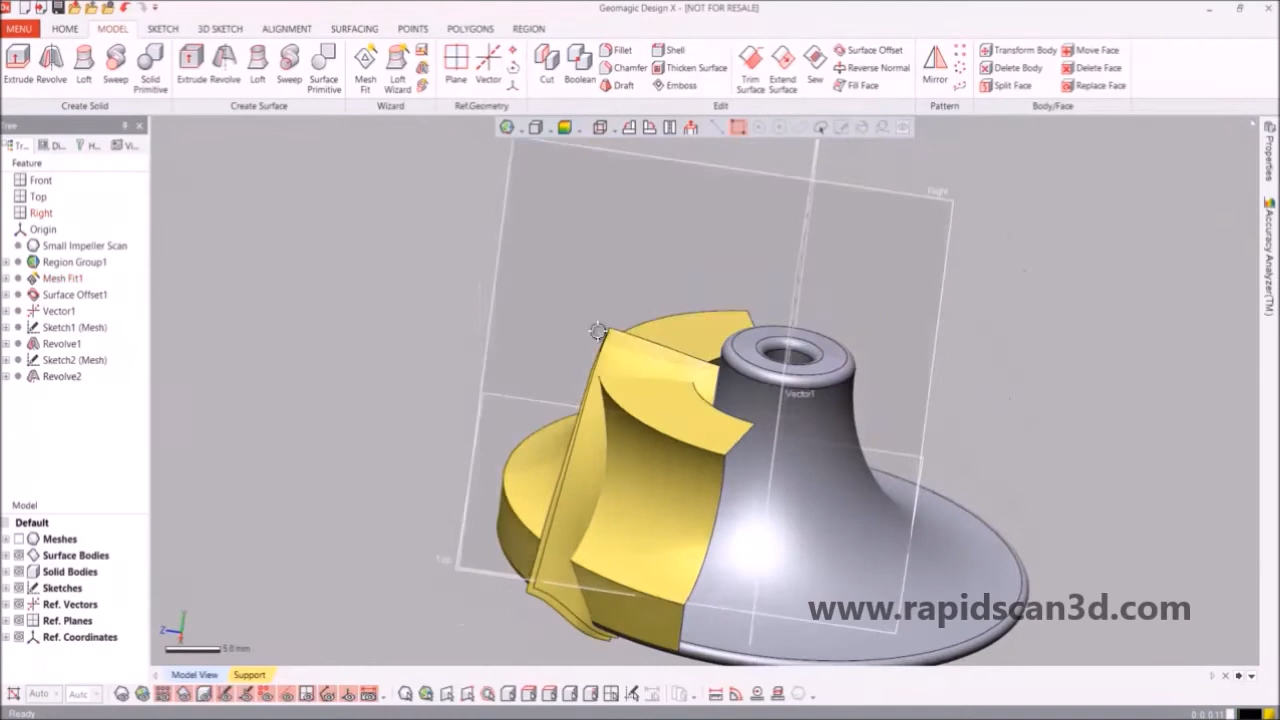 Geomagic Design X - [NOT FOR RESALE]
MENU HOME MODEL SKETCH 3D SKETCH ALIGNMENT SURFACING POINTS POLYGONS REGION
Extrude Revolve Loft Sweep Solid Primitive
Create Solid
Extrude Revolve Loft Sweep Surface Primitive
Create Surface
Mesh Fit Loft Wizard
Wizard
Plane Vector
Ref.Geometry
Cut Boolean
Fillet Shell
Chamfer Thicken Surface
Draft Emboss
Trim Surface Extend Surface Sew
Surface Offset
Reverse Normal
Fill Face
Edit
Mirror
Pattern
Transform Body Move Face
Delete Body Delete Face
Split Face Replace Face
Body/Face
Tree
Tr... Di... H... Vi...
Feature
Front
Top
Right
Origin
Small Impeller Scan
Region Group1
Mesh Fit1
Surface Offset1
Vector1
Sketch1 (Mesh)
Revolve1
Sketch2 (Mesh)
Revolve2
Model
Default
Meshes
Surface Bodies
Solid Bodies
Sketches
Ref. Vectors
Ref. Planes
Ref. Coordinates
Right
Vector1
www.rapidscan3d.com
Z
Properties
Accuracy Analyzer(TM)
Model View Support
Auto
Ready